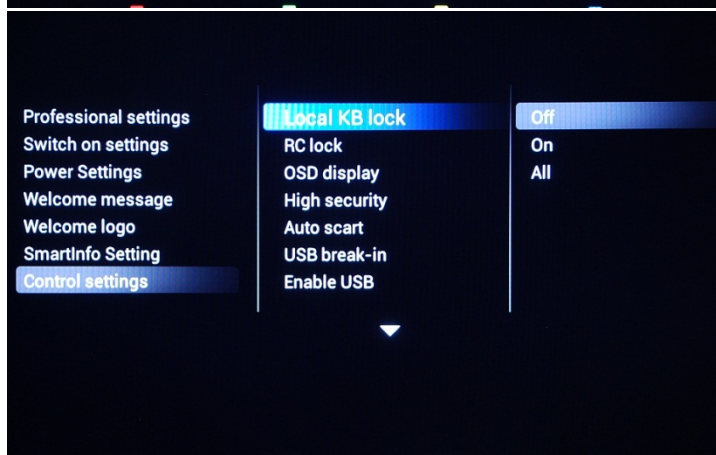 Professional settings
Switch on settings
Power Settings
Welcome message
Welcome logo
SmartInfo Setting
Control settings
Local KB lock
RC lock
OSD display
High security
Auto scart
USB break-in
Enable USB
Off
On
All